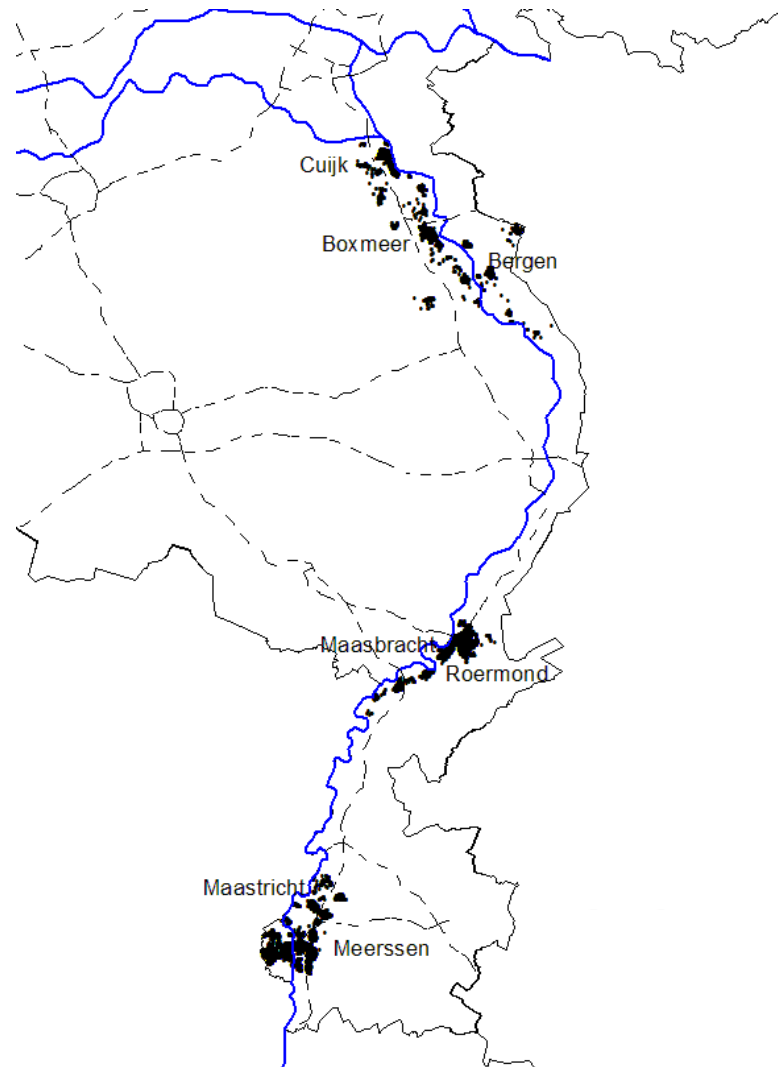 Cuijk
Boxmeer
Bergen
Maasbracht
Roermond
Maastricht
Meerssen